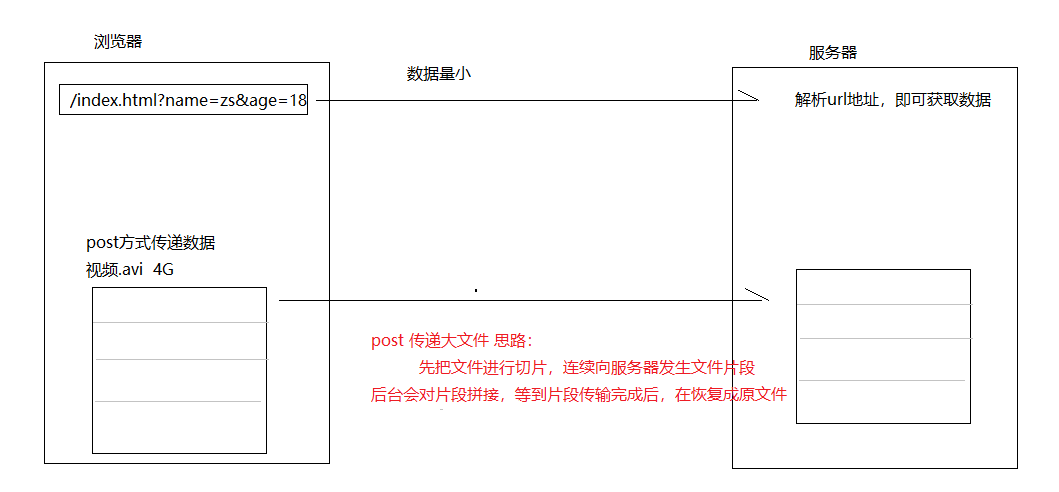 浏览器
服务器
数据量小
/index.html?name=zs&age=18
解析url地址，即可获取数据
post方式传递数据
视频.avi 4G
post 传递大文件 思路：
先把文件进行切片，连续向服务器发生文件片段
后台会对片段拼接，等到片段传输完成后，在恢复成原文件